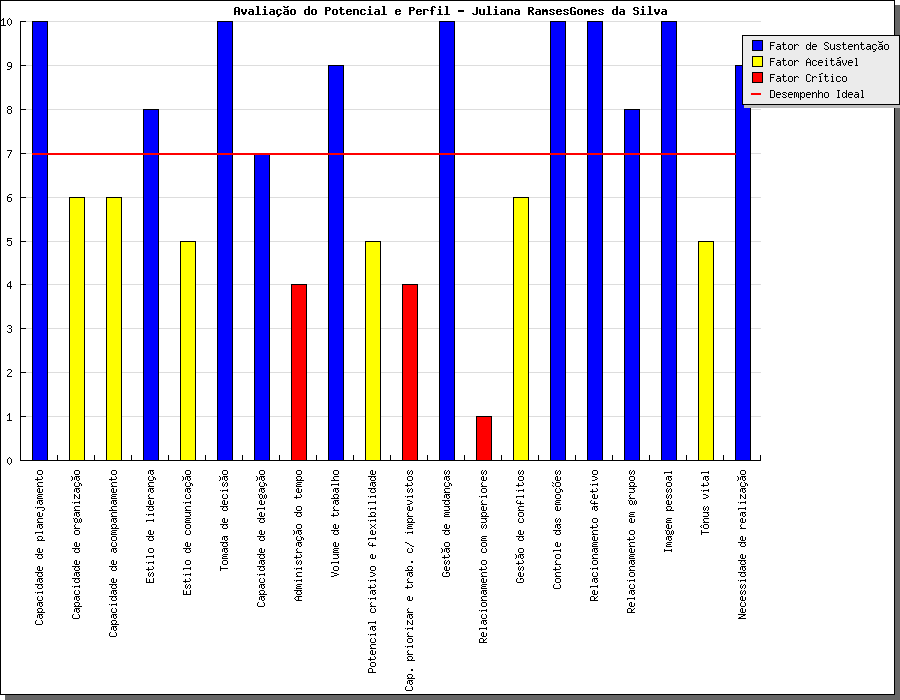 Avaliação do Potencial e Perfil - Juliana RamsesGomes da Silva
Fator de Sustentação
Fator Aceitável
Fator Crítico
Desempenho Ideal
10
9
8
7
6
5
4
3
2
1
0
Capacidade de planejamento
Capacidade de organização
Capacidade de acompanhamento
Estilo de liderança
Estilo de comunicação
Tomada de decisão
Capacidade de delegação
Administração do tempo
Volume de trabalho
Potencial criativo e flexibilidade
Cap. priorizar e trab. c/ imprevistos
Gestão de mudanças
Relacionamento com superiores
Gestão de conflitos
Controle das emoções
Relacionamento afetivo
Relacionamento em grupos
Imagem pessoal
Tônus vital
Necessidade de realização